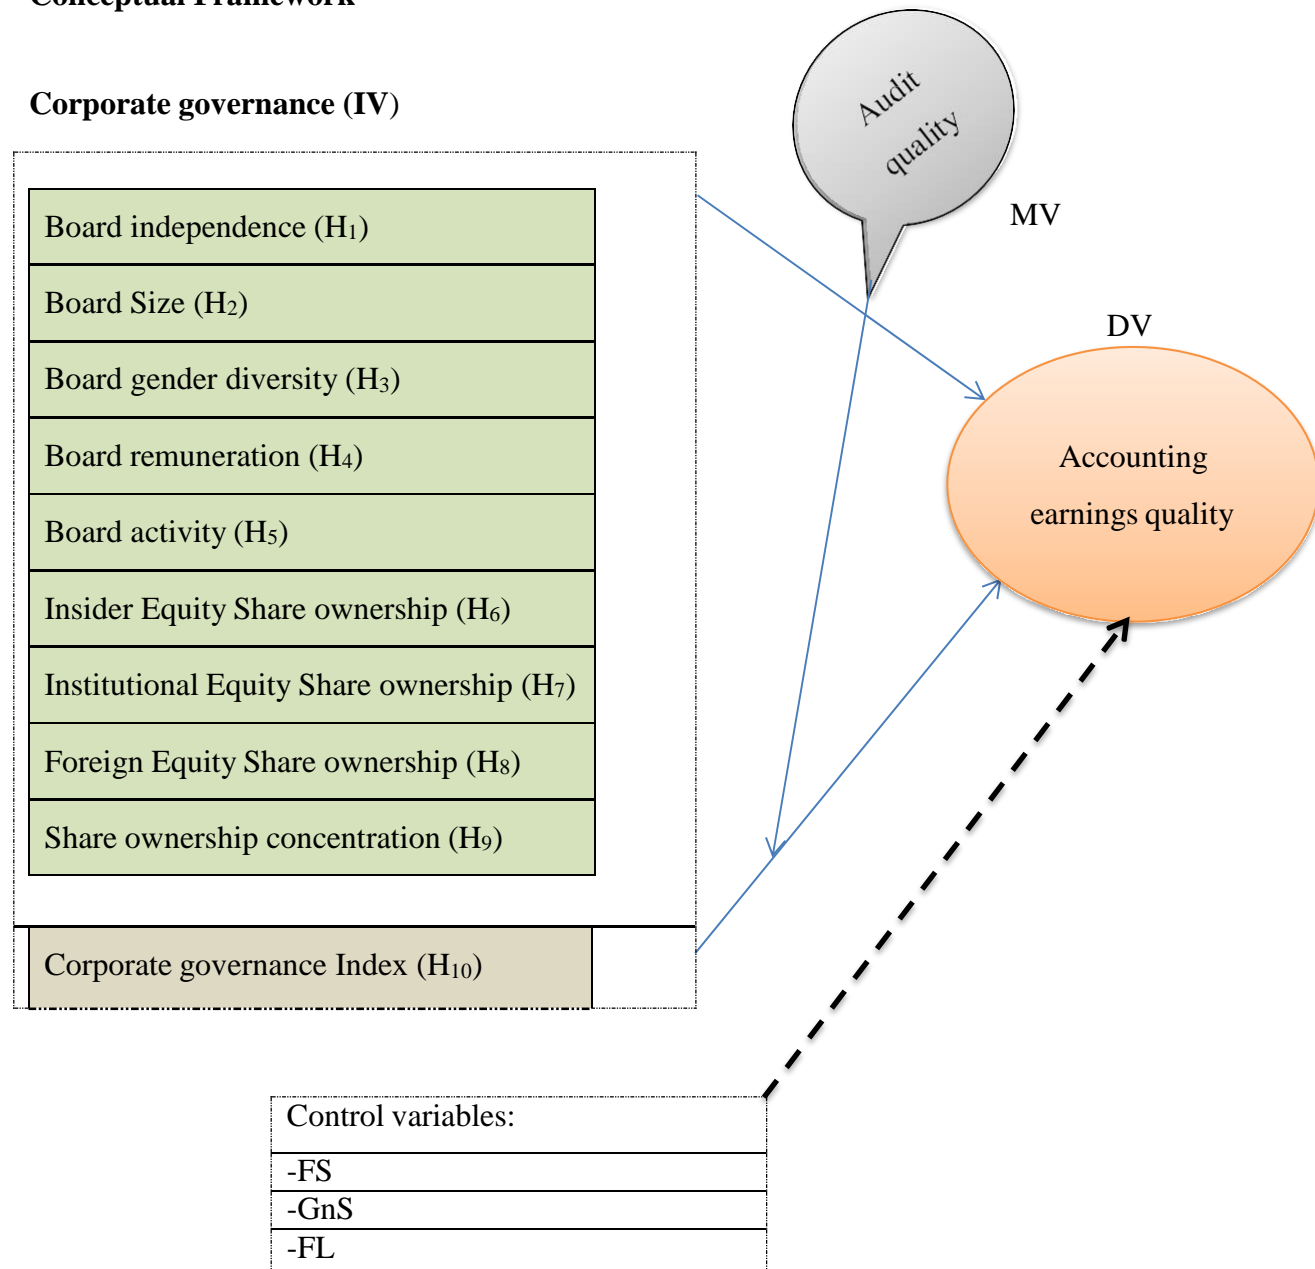 Conceptual Framework
Corporate governance (IV)
Audit
quality
MV
Board independence (H₁)
Board Size (H₂)
Board gender diversity (H₃)
Board remuneration (H₄)
Board activity (H₅)
Insider Equity Share ownership (H₆)
Institutional Equity Share ownership (H₇)
Foreign Equity Share ownership (H₈)
Share ownership concentration (H₉)
Corporate governance Index (H₁₀)
DV
Accounting
earnings quality
Control variables:
-FS
-GnS
-FL